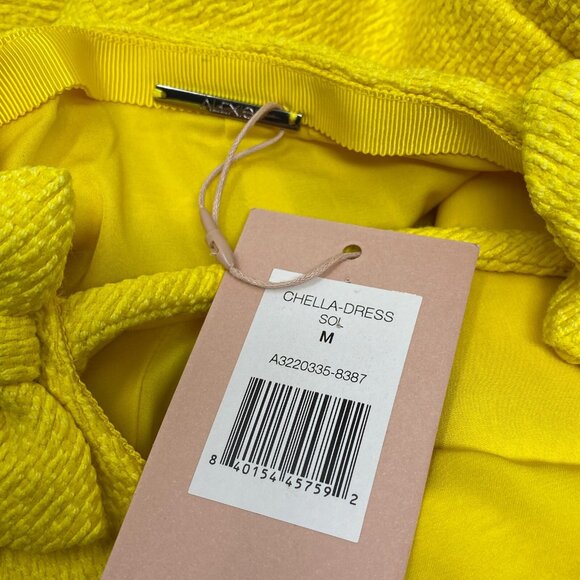 CHELLA-DRESS
SOL
M
A3220335-8387
8 40154 45759 2